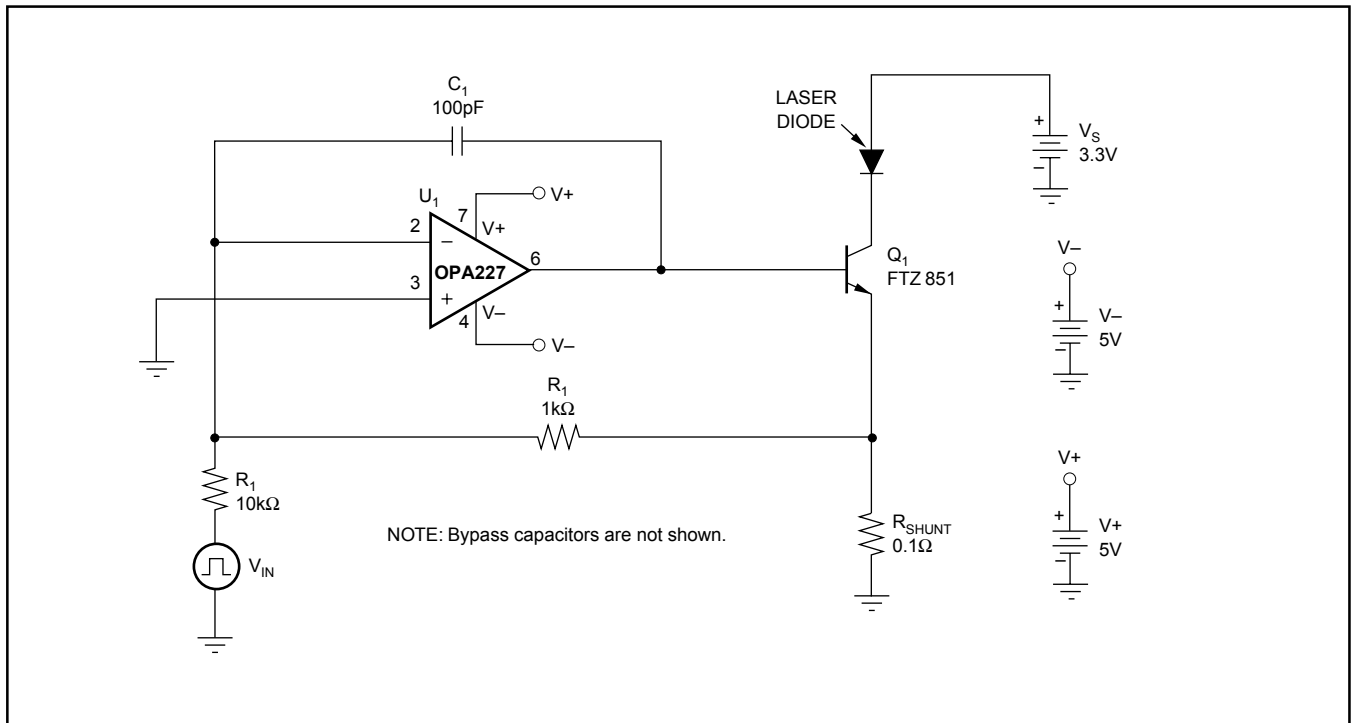 C1
100pF
LASER
DIODE
+
VS
3.3V
–
U1
V+
7
2
–
V+
OPA227
6
3
+
V–
4
V–
Q1
FTZ 851
V–
+
V–
5V
–
R1
1kΩ
R1
10kΩ
V+
+
V+
5V
–
NOTE: Bypass capacitors are not shown.
RSHUNT
0.1Ω
VIN